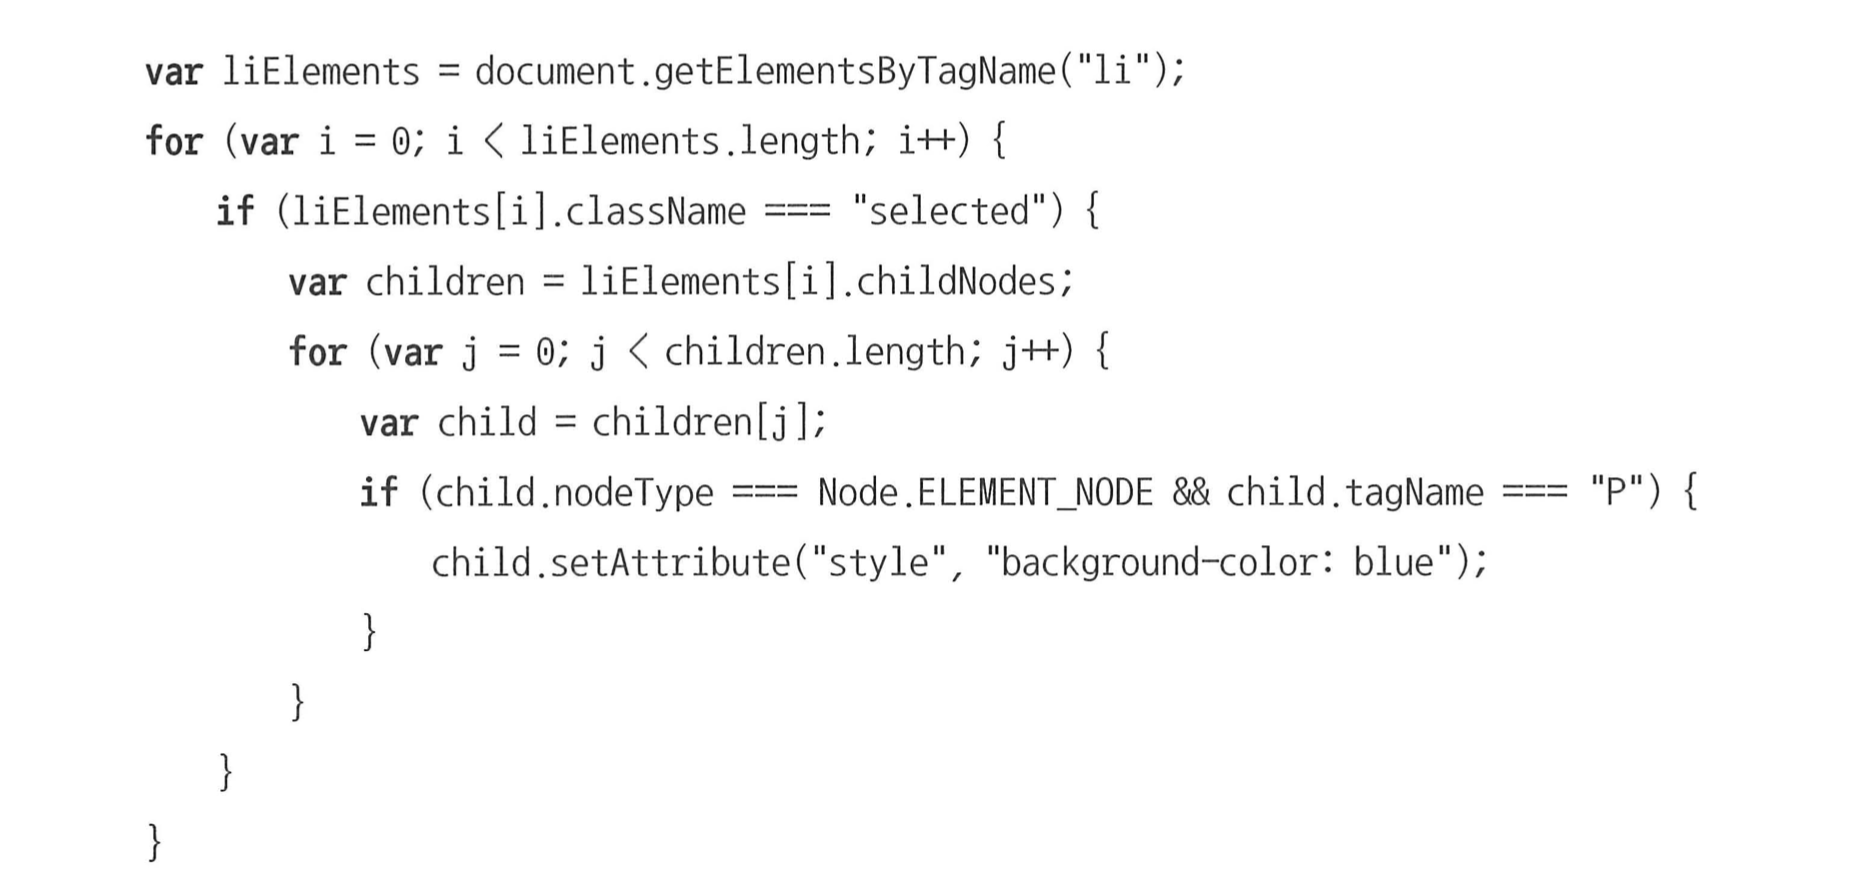 var liElements = document.getElementsByTagName("li");
for (var i = 0; i < liElements.length; i++) {
    if (liElements[i].className === "selected") {
        var children = liElements[i].childNodes;
        for (var j = 0; j < children.length; j++) {
            var child = children[j];
            if (child.nodeType === Node.ELEMENT_NODE && child.tagName === "P") {
                child.setAttribute("style", "background-color: blue");
            }
        }
    }
}